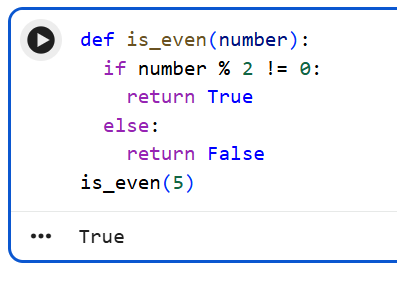 def is_even(number):
  if number % 2 != 0:
    return True
  else:
    return False
is_even(5)
True